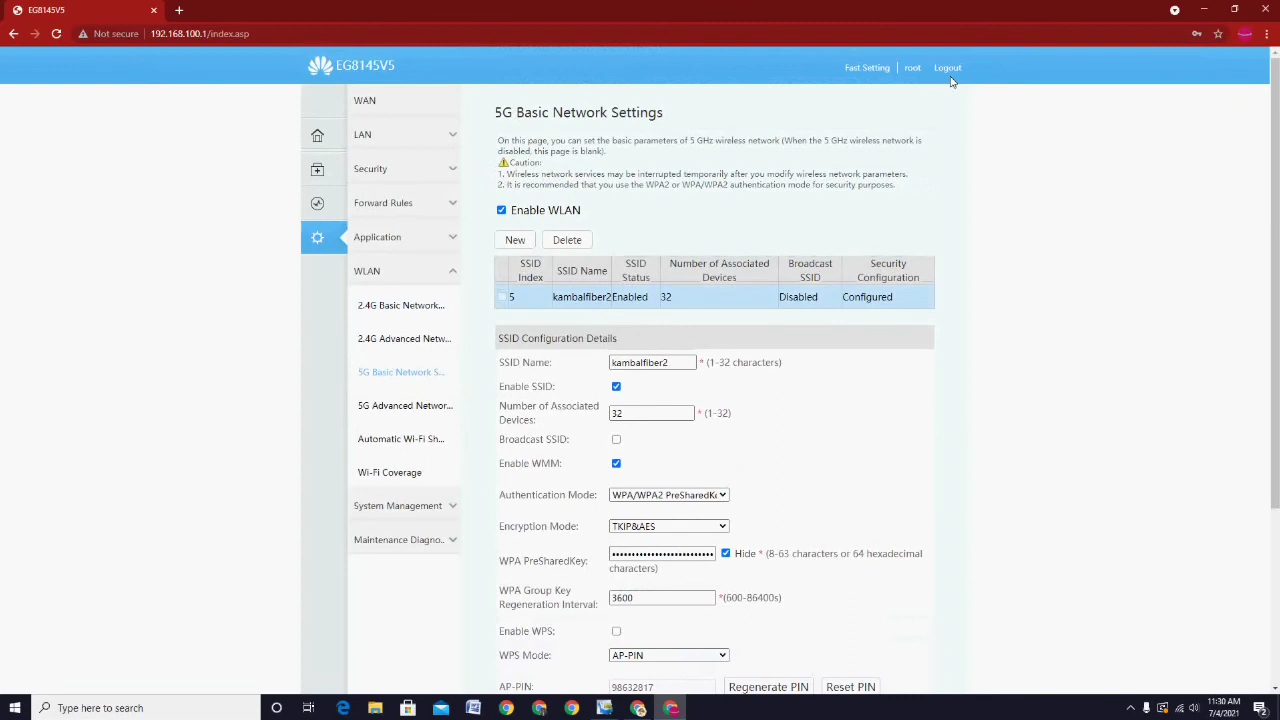 EG8145V5
Not secure
192.168.100.1/index.asp
EG8145V5
Fast Setting
root
Logout
WAN
LAN
Security
Forward Rules
Application
WLAN
2.4G Basic Network...
2.4G Advanced Netw...
5G Basic Network S...
5G Advanced Networ...
Automatic Wi-Fi Sh...
Wi-Fi Coverage
System Management
Maintenance Diagno...
5G Basic Network Settings
On this page, you can set the basic parameters of 5 GHz wireless network (When the 5 GHz wireless network is
disabled, this page is blank).
Caution:
1. Wireless network services may be interrupted temporarily after you modify wireless network parameters.
2. It is recommended that you use the WPA2 or WPA/WPA2 authentication mode for security purposes.
Enable WLAN
New Delete
SSID Index SSID Name SSID Status Number of Associated Devices Broadcast SSID Security Configuration
5 kambalfiber2 Enabled 32 Disabled Configured
SSID Configuration Details
SSID Name: kambalfiber2 * (1-32 characters)
Enable SSID:
Number of Associated
Devices: 32 * (1-32)
Broadcast SSID:
Enable WMM:
Authentication Mode: WPA/WPA2 PreSharedKe
Encryption Mode: TKIP&AES
WPA PreSharedKey: •••••••••••••••••••••••••• Hide * (8-63 characters or 64 hexadecimal
characters)
WPA Group Key
Regeneration Interval: 3600 *(600-86400s)
Enable WPS:
WPS Mode: AP-PIN
AP-PIN: 98632817 Regenerate PIN Reset PIN
Type here to search
11:30 AM
7/4/2021
2